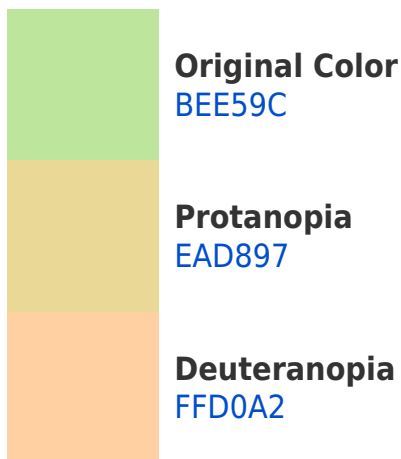 Original Color
BEE59C
Protanopia
EAD897
Deuteranopia
FFD0A2